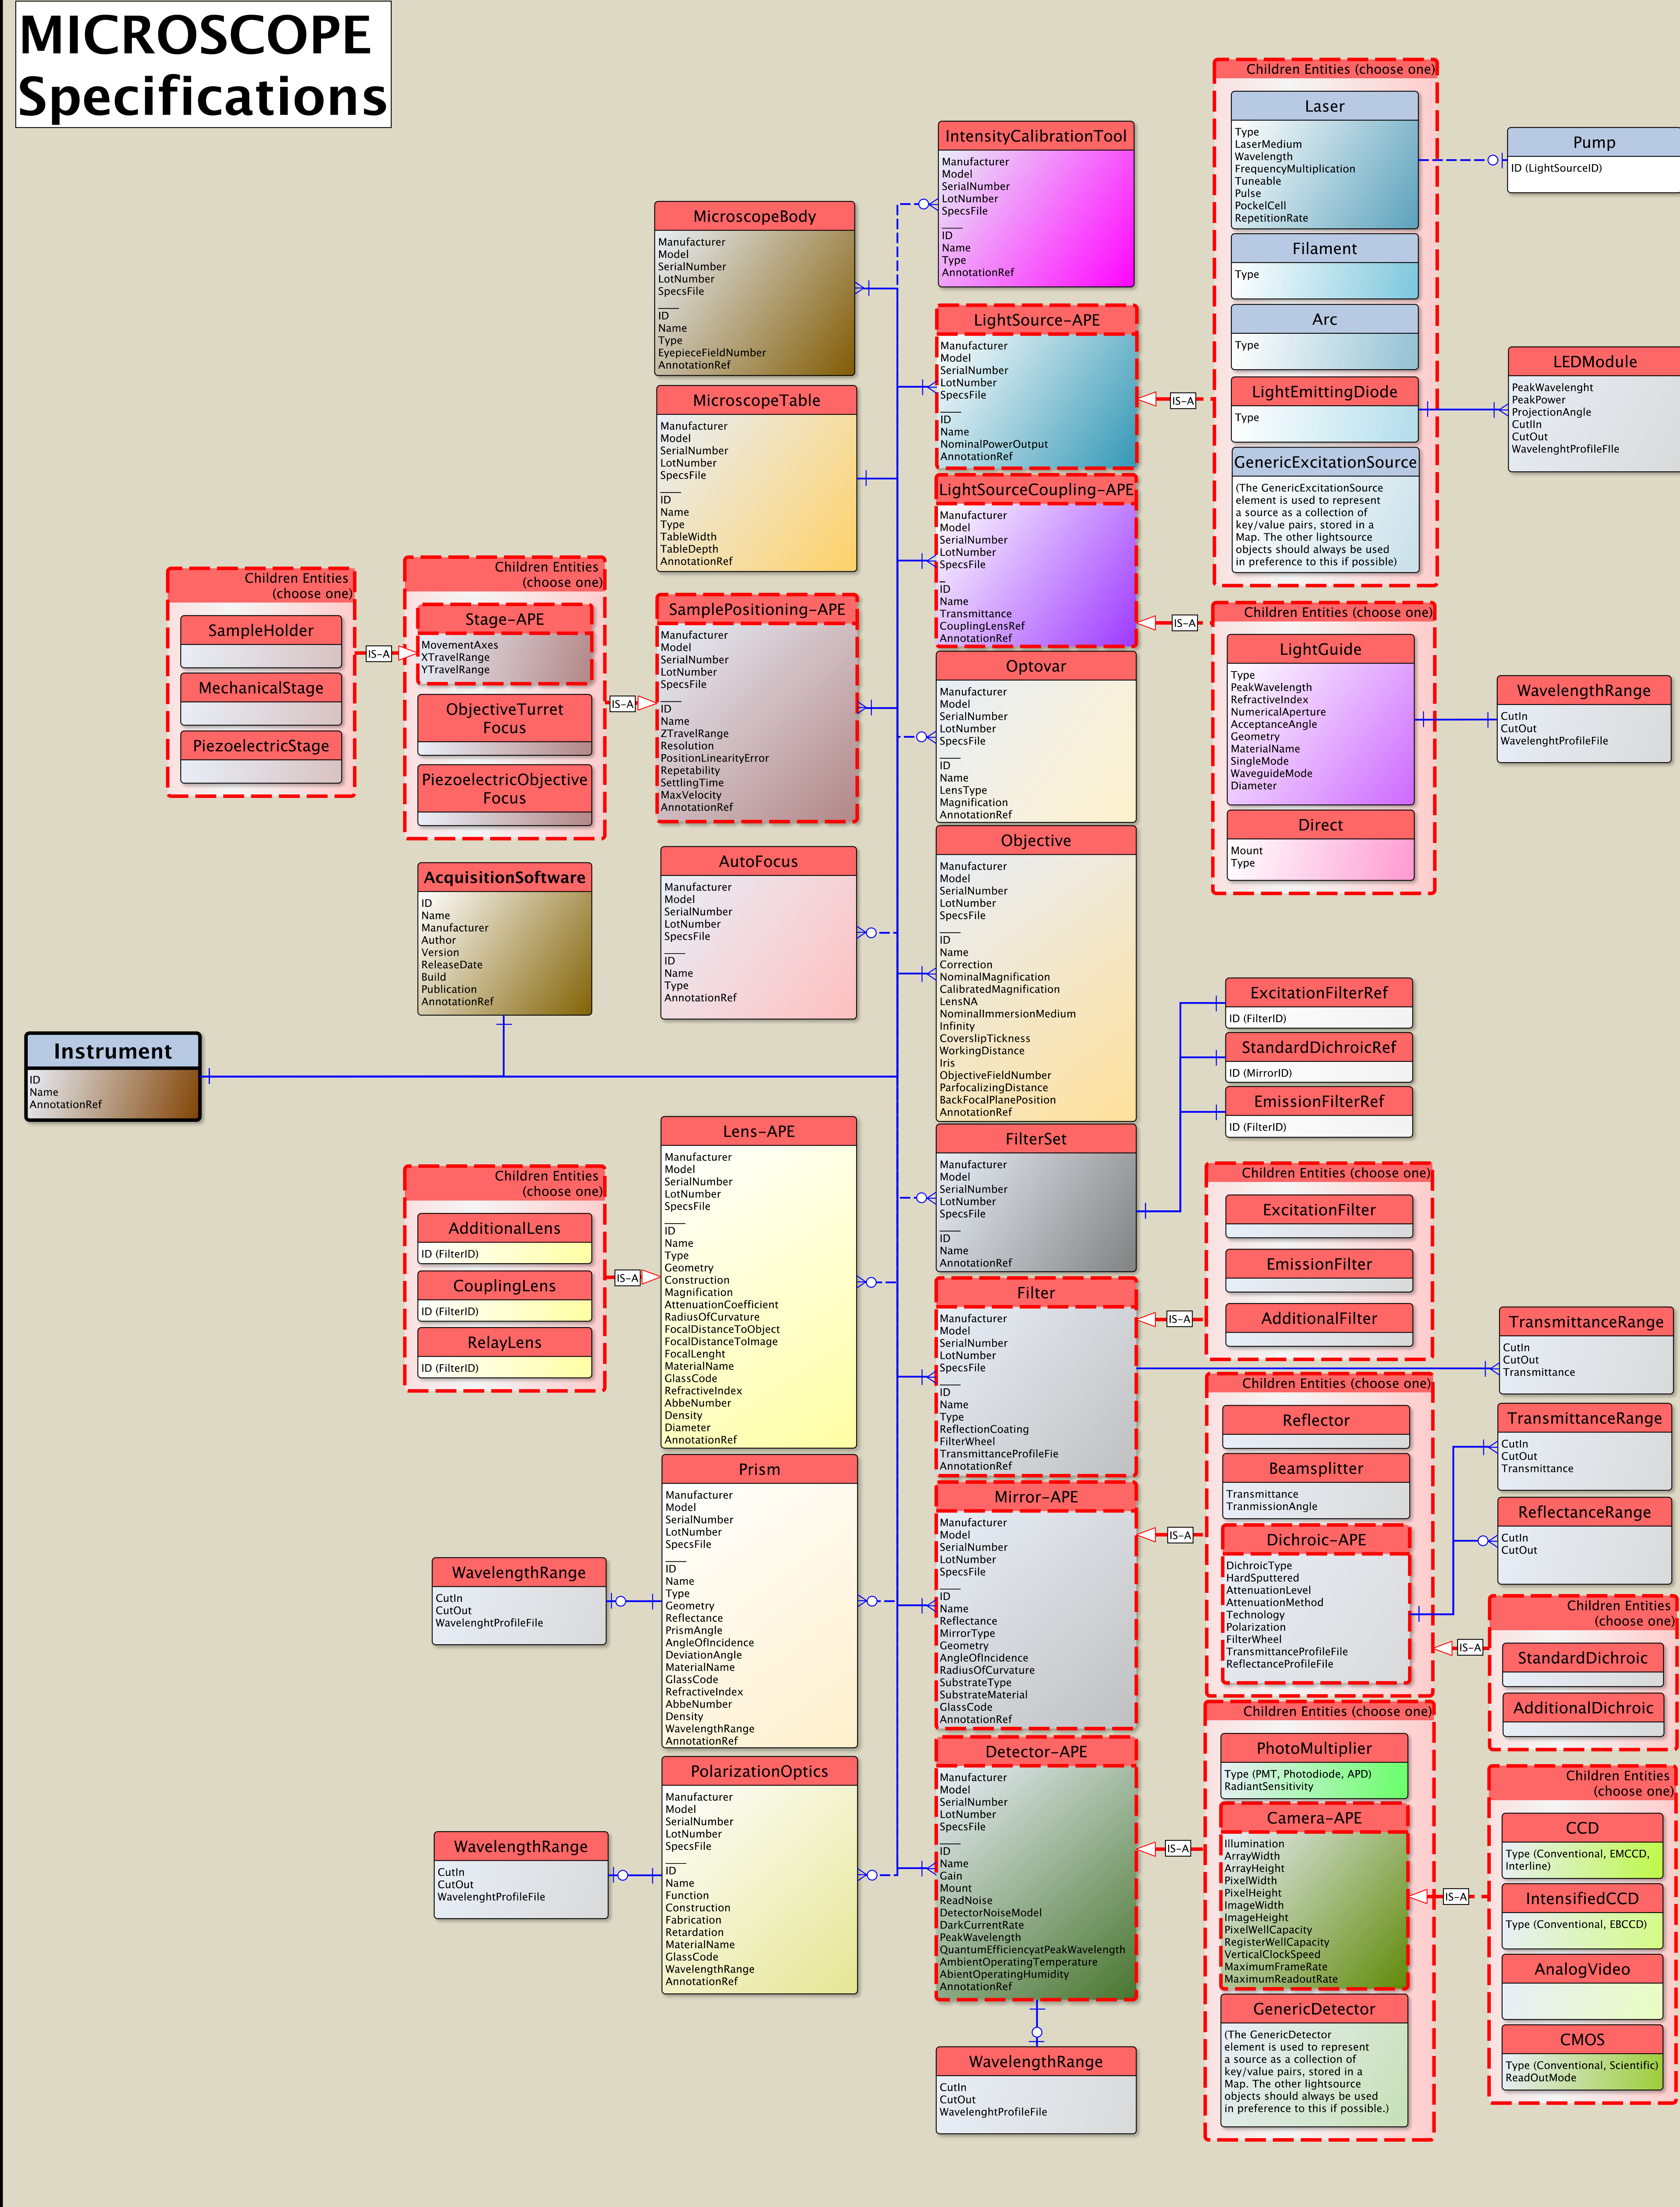 MICROSCOPE
Specifications
Children Entities (choose one)
Laser
Type
LaserMedium
Wavelength
FrequencyMultiplication
Tuneable
Pulse
PockelCell
RepetitionRate
Filament
Type
Arc
Type
LightEmittingDiode
Type
GenericExcitationSource
(The GenericExcitationSource
element is used to represent
a source as a collection of
key/value pairs, stored in a
Map. The other lightsource
objects should always be used
in preference to this if possible)
Pump
ID (LightSourceID)
LEDModule
PeakWavelenght
PeakPower
ProjectionAngle
CutIIn
CutOut
WavelenghtProfileFIle
IntensityCalibrationTool
Manufacturer
Model
SerialNumber
LotNumber
SpecsFile
___
ID
Name
Type
AnnotationRef
MicroscopeBody
Manufacturer
Model
SerialNumber
LotNumber
SpecsFile
___
ID
Name
Type
EyepieceFieldNumber
AnnotationRef
LightSource-APE
Manufacturer
Model
SerialNumber
LotNumber
SpecsFile
___
ID
Name
NominalPowerOutput
AnnotationRef
IS-A
MicroscopeTable
Manufacturer
Model
SerialNumber
LotNumber
SpecsFile
___
ID
Name
Type
TableWidth
TableDepth
AnnotationRef
LightSourceCoupling-APE
Manufacturer
Model
SerialNumber
LotNumber
SpecsFile
_
ID
Name
Transmittance
CouplingLensRef
AnnotationRef
IS-A
Children Entities (choose one)
LightGuide
Type
PeakWavelength
RefractiveIndex
NumericalAperture
AcceptanceAngle
Geometry
MaterialName
SingleMode
WaveguideMode
Diameter
Direct
Mount
Type
WavelengthRange
CutIn
CutOut
WavelenghtProfileFile
Children Entities
(choose one)
SampleHolder
MechanicalStage
PiezoelectricStage
IS-A
Children Entities
(choose one)
Stage-APE
MovementAxes
XTravelRange
YTravelRange
ObjectiveTurret
Focus
PiezoelectricObjective
Focus
IS-A
SamplePositioning-APE
Manufacturer
Model
SerialNumber
LotNumber
SpecsFile
___
ID
Name
ZTravelRange
Resolution
PositionLinearityError
Repetability
SettlingTime
MaxVelocity
AnnotationRef
Optovar
Manufacturer
Model
SerialNumber
LotNumber
SpecsFile
___
ID
Name
LensType
Magnification
AnnotationRef
AcquisitionSoftware
ID
Name
Manufacturer
Author
Version
ReleaseDate
Build
Publication
AnnotationRef
AutoFocus
Manufacturer
Model
SerialNumber
LotNumber
SpecsFile
___
ID
Name
Type
AnnotationRef
Objective
Manufacturer
Model
SerialNumber
LotNumber
SpecsFile
___
ID
Name
Correction
NominalMagnification
CalibratedMagnification
LensNA
NominalImmersionMedium
Infinity
CoverslipTickness
WorkingDistance
Iris
ObjectiveFieldNumber
ParfocalizingDistance
BackFocalPlanePosition
AnnotationRef
Instrument
ID
Name
AnnotationRef
ExcitationFilterRef
ID (FilterID)
StandardDichroicRef
ID (MirrorID)
EmissionFilterRef
ID (FilterID)
FilterSet
Manufacturer
Model
SerialNumber
LotNumber
SpecsFile
___
ID
Name
AnnotationRef
Children Entities
(choose one)
AdditionalLens
ID (FilterID)
CouplingLens
ID (FilterID)
RelayLens
ID (FilterID)
IS-A
Lens-APE
Manufacturer
Model
SerialNumber
LotNumber
SpecsFile
___
ID
Name
Type
Geometry
Construction
Magnification
AttenuationCoefficient
RadiusOfCurvature
FocalDistanceToObject
FocalDistanceToImage
FocalLenght
MaterialName
GlassCode
RefractiveIndex
AbbeNumber
Density
Diameter
AnnotationRef
Filter
Manufacturer
Model
SerialNumber
LotNumber
SpecsFile
___
ID
Name
Type
ReflectionCoating
FilterWheel
TransmittanceProfileFie
AnnotationRef
IS-A
Children Entities (choose one)
ExcitationFilter
EmissionFilter
AdditionalFilter
TransmittanceRange
CutIn
CutOut
Transmittance
Children Entities (choose one)
Reflector
Beamsplitter
Transmittance
TranmissionAngle
Dichroic-APE
DichroicType
HardSputtered
AttenuationLevel
AttenuationMethod
Technology
Polarization
FilterWheel
TransmittanceProfileFile
ReflectanceProfileFile
TransmittanceRange
CutIn
CutOut
Transmittance
ReflectanceRange
CutIn
CutOut
Children Entities
(choose one)
StandardDichroic
AdditionalDichroic
IS-A
WavelengthRange
CutIn
CutOut
WavelenghtProfileFile
Prism
Manufacturer
Model
SerialNumber
LotNumber
SpecsFile
___
ID
Name
Type
Geometry
Reflectance
PrismAngle
AngleOfIncidence
DeviationAngle
MaterialName
GlassCode
RefractiveIndex
AbbeNumber
Density
WavelengthRange
AnnotationRef
Mirror-APE
Manufacturer
Model
SerialNumber
LotNumber
SpecsFile
___
ID
Name
Reflectance
MirrorType
Geometry
AngleOfIncidence
RadiusOfCurvature
SubstrateType
SubstrateMaterial
GlassCode
AnnotationRef
IS-A
WavelengthRange
CutIn
CutOut
WavelenghtProfileFile
PolarizationOptics
Manufacturer
Model
SerialNumber
LotNumber
SpecsFile
___
ID
Name
Function
Construction
Fabrication
Retardation
MaterialName
GlassCode
WavelengthRange
AnnotationRef
Detector-APE
Manufacturer
Model
SerialNumber
LotNumber
SpecsFile
___
ID
Name
Gain
Mount
ReadNoise
DetectorNoiseModel
DarkCurrentRate
PeakWavelength
QuantumEfficiencyatPeakWavelength
AmbientOperatingTemperature
AbientOperatingHumidity
AnnotationRef
IS-A
Children Entities (choose one)
PhotoMultiplier
Type (PMT, Photodiode, APD)
RadiantSensitivity
Camera-APE
Illumination
ArrayWidth
ArrayHeight
PixelWidth
PixelHeight
ImageWidth
ImageHeight
PixelWellCapacity
RegisterWellCapacity
VerticalClockSpeed
MaximumFrameRate
MaximumReadoutRate
GenericDetector
(The GenericDetector
element is used to represent
a source as a collection of
key/value pairs, stored in a
Map. The other lightsource
objects should always be used
in preference to this if possible.)
IS-A
Children Entities
(choose one)
CCD
Type (Conventional, EMCCD,
Interline)
IntensifiedCCD
Type (Conventional, EBCCD)
AnalogVideo
CMOS
Type (Conventional, Scientific)
ReadOutMode
WavelengthRange
CutIn
CutOut
WavelenghtProfileFile